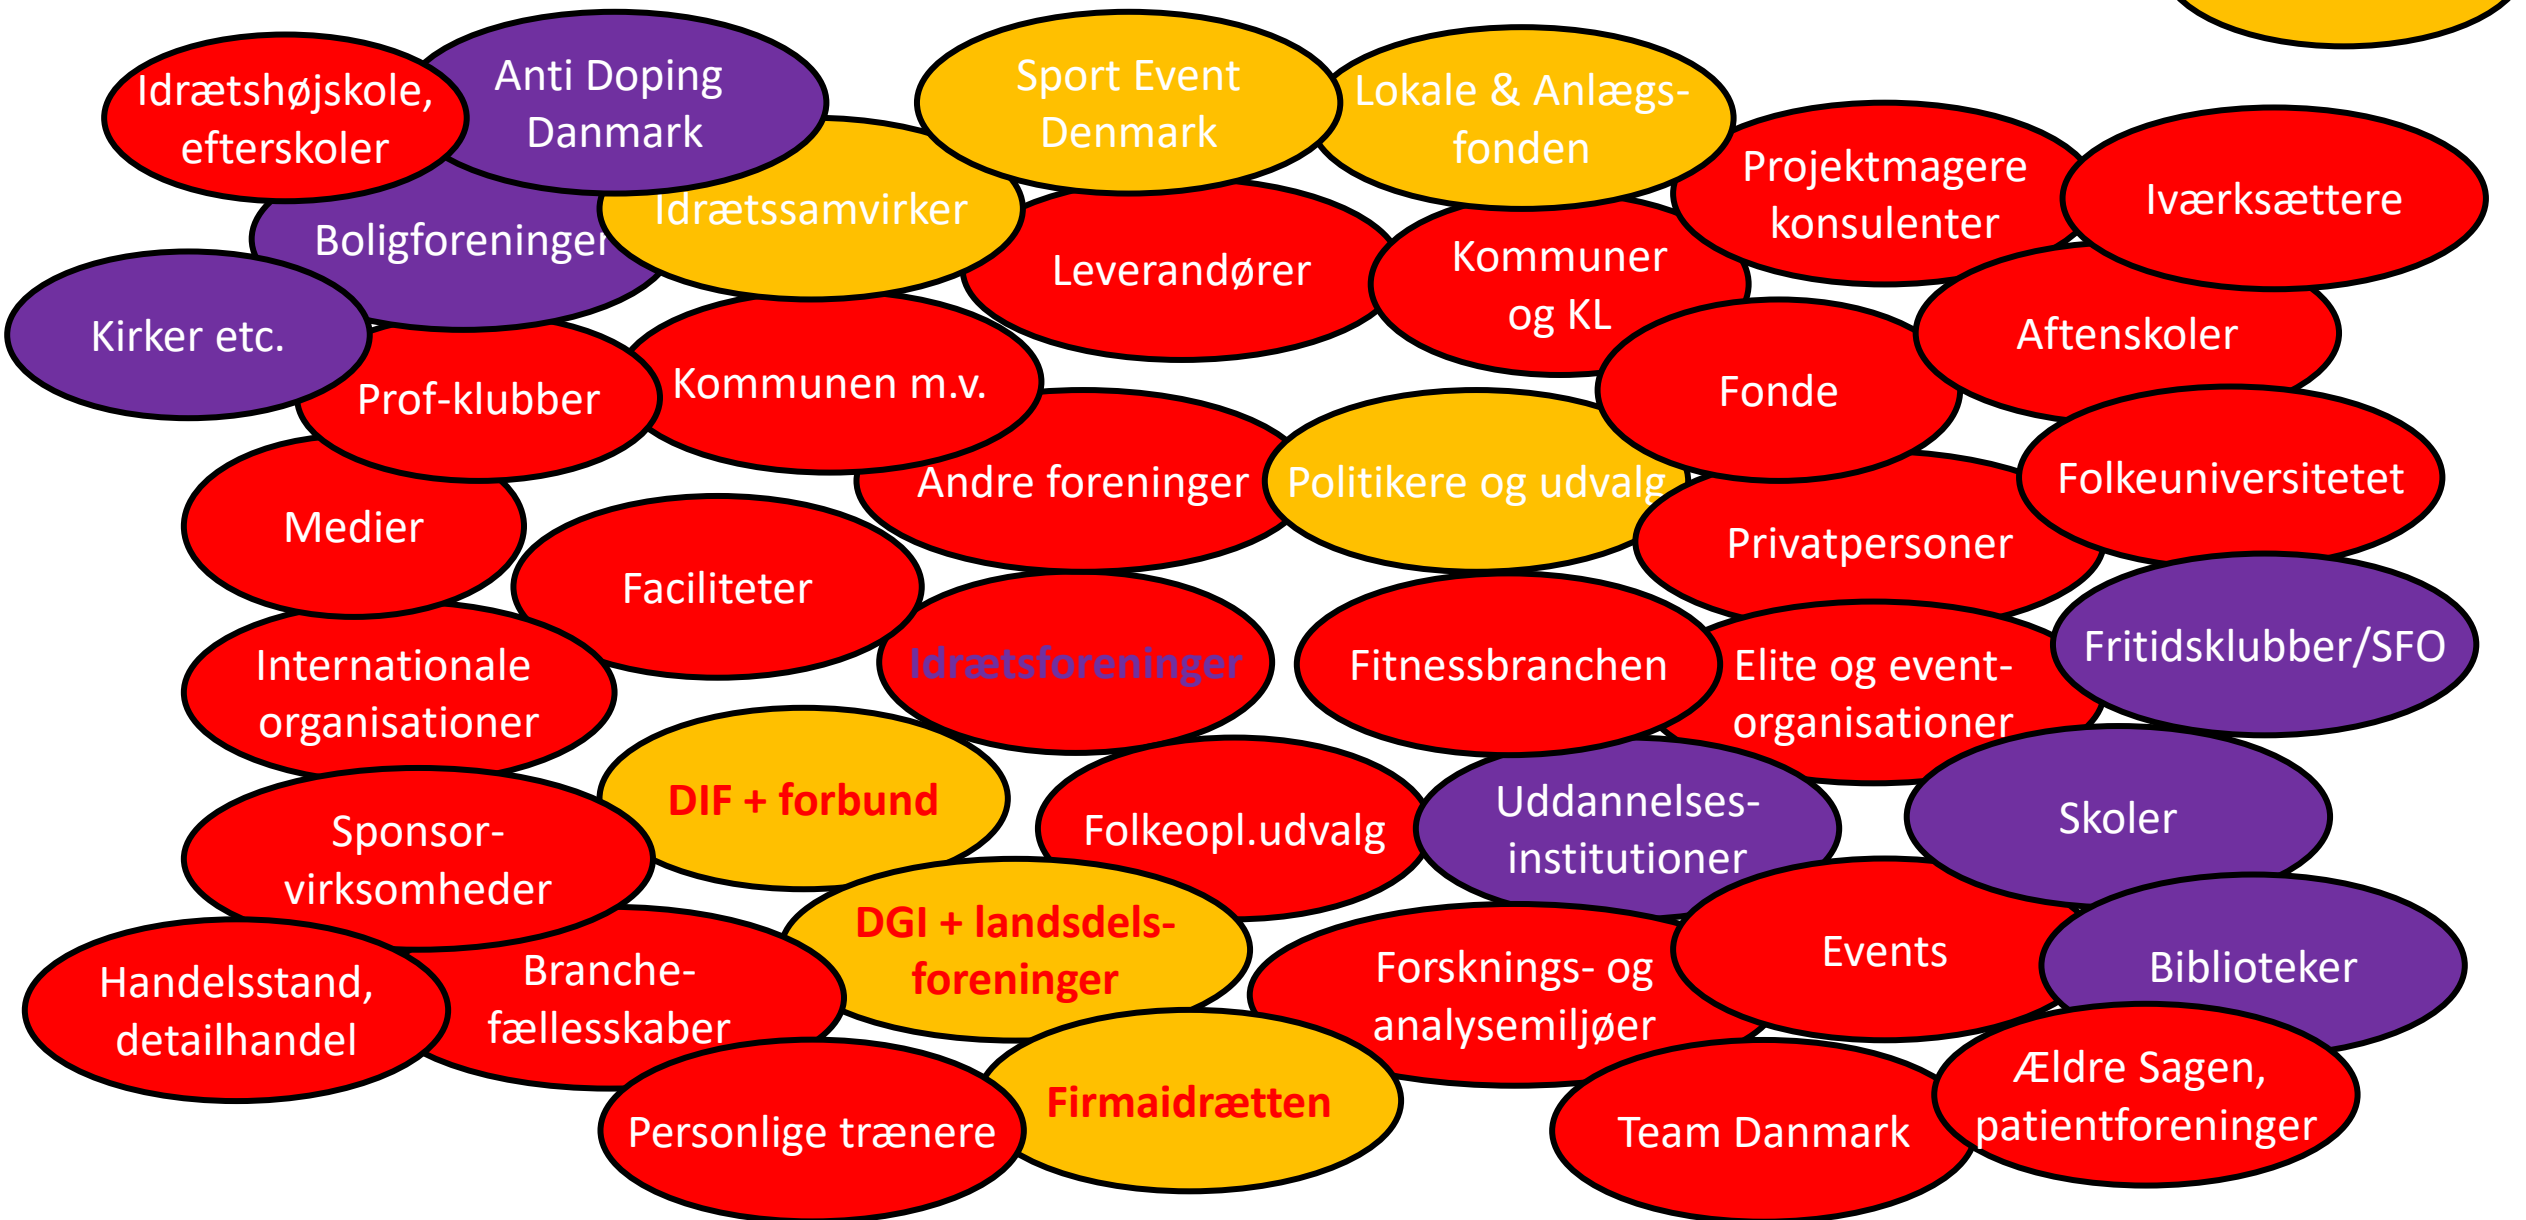 Idrætshøjskole,
efterskoler
Anti Doping
Danmark
Sport Event
Denmark
Lokale & Anlægs-
fonden
Projektmagere
konsulenter
Iværksættere
Boligforeninger
Idrætssamvirker
Leverandører
Kommuner
og KL
Kirker etc.
Prof-klubber
Kommunen m.v.
Fonde
Aftenskoler
Medier
Andre foreninger
Politikere og udvalg
Folkeuniversitetet
Faciliteter
Privatpersoner
Internationale
organisationer
Idrætsforeninger
Fitnessbranchen
Elite og event-
organisationer
Fritidsklubber/SFO
DIF + forbund
Sponsor-
virksomheder
Folkeopl.udvalg
Uddannelses-
institutioner
Skoler
DGI + landsdels-
foreninger
Handelsstand,
detailhandel
Branche-
fællesskaber
Forsknings- og
analysemiljøer
Events
Biblioteker
Personlige trænere
Firmaidrætten
Team Danmark
Ældre Sagen,
patientforeninger